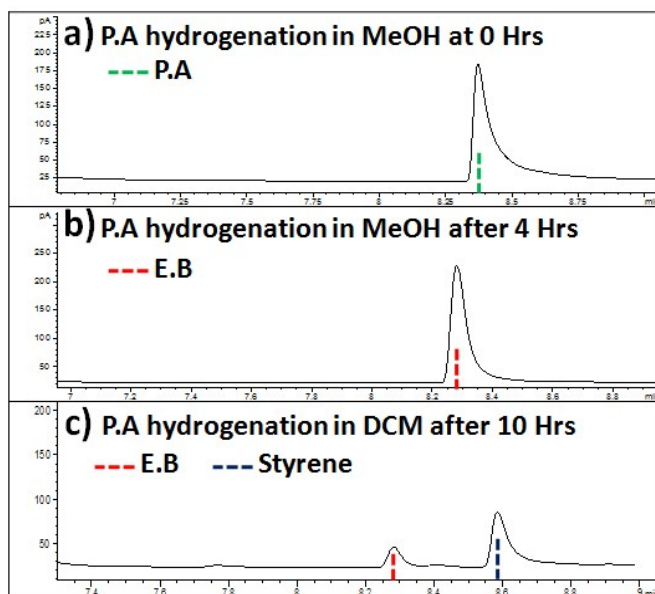 pA
a) P.A hydrogenation in MeOH at 0 Hrs
P.A
225
200
175
150
125
100
75
50
25
7 7.25 7.5 7.75 8 8.25 8.5 8.75 mi
pA
b) P.A hydrogenation in MeOH after 4 Hrs
E.B
250
200
150
100
50
7 7.2 7.4 7.6 7.8 8 8.2 8.4 8.6 8.8 mi
c) P.A hydrogenation in DCM after 10 Hrs
E.B Styrene
200
150
100
50
7.4 7.6 7.8 8 8.2 8.4 8.6 8.8 9 mi